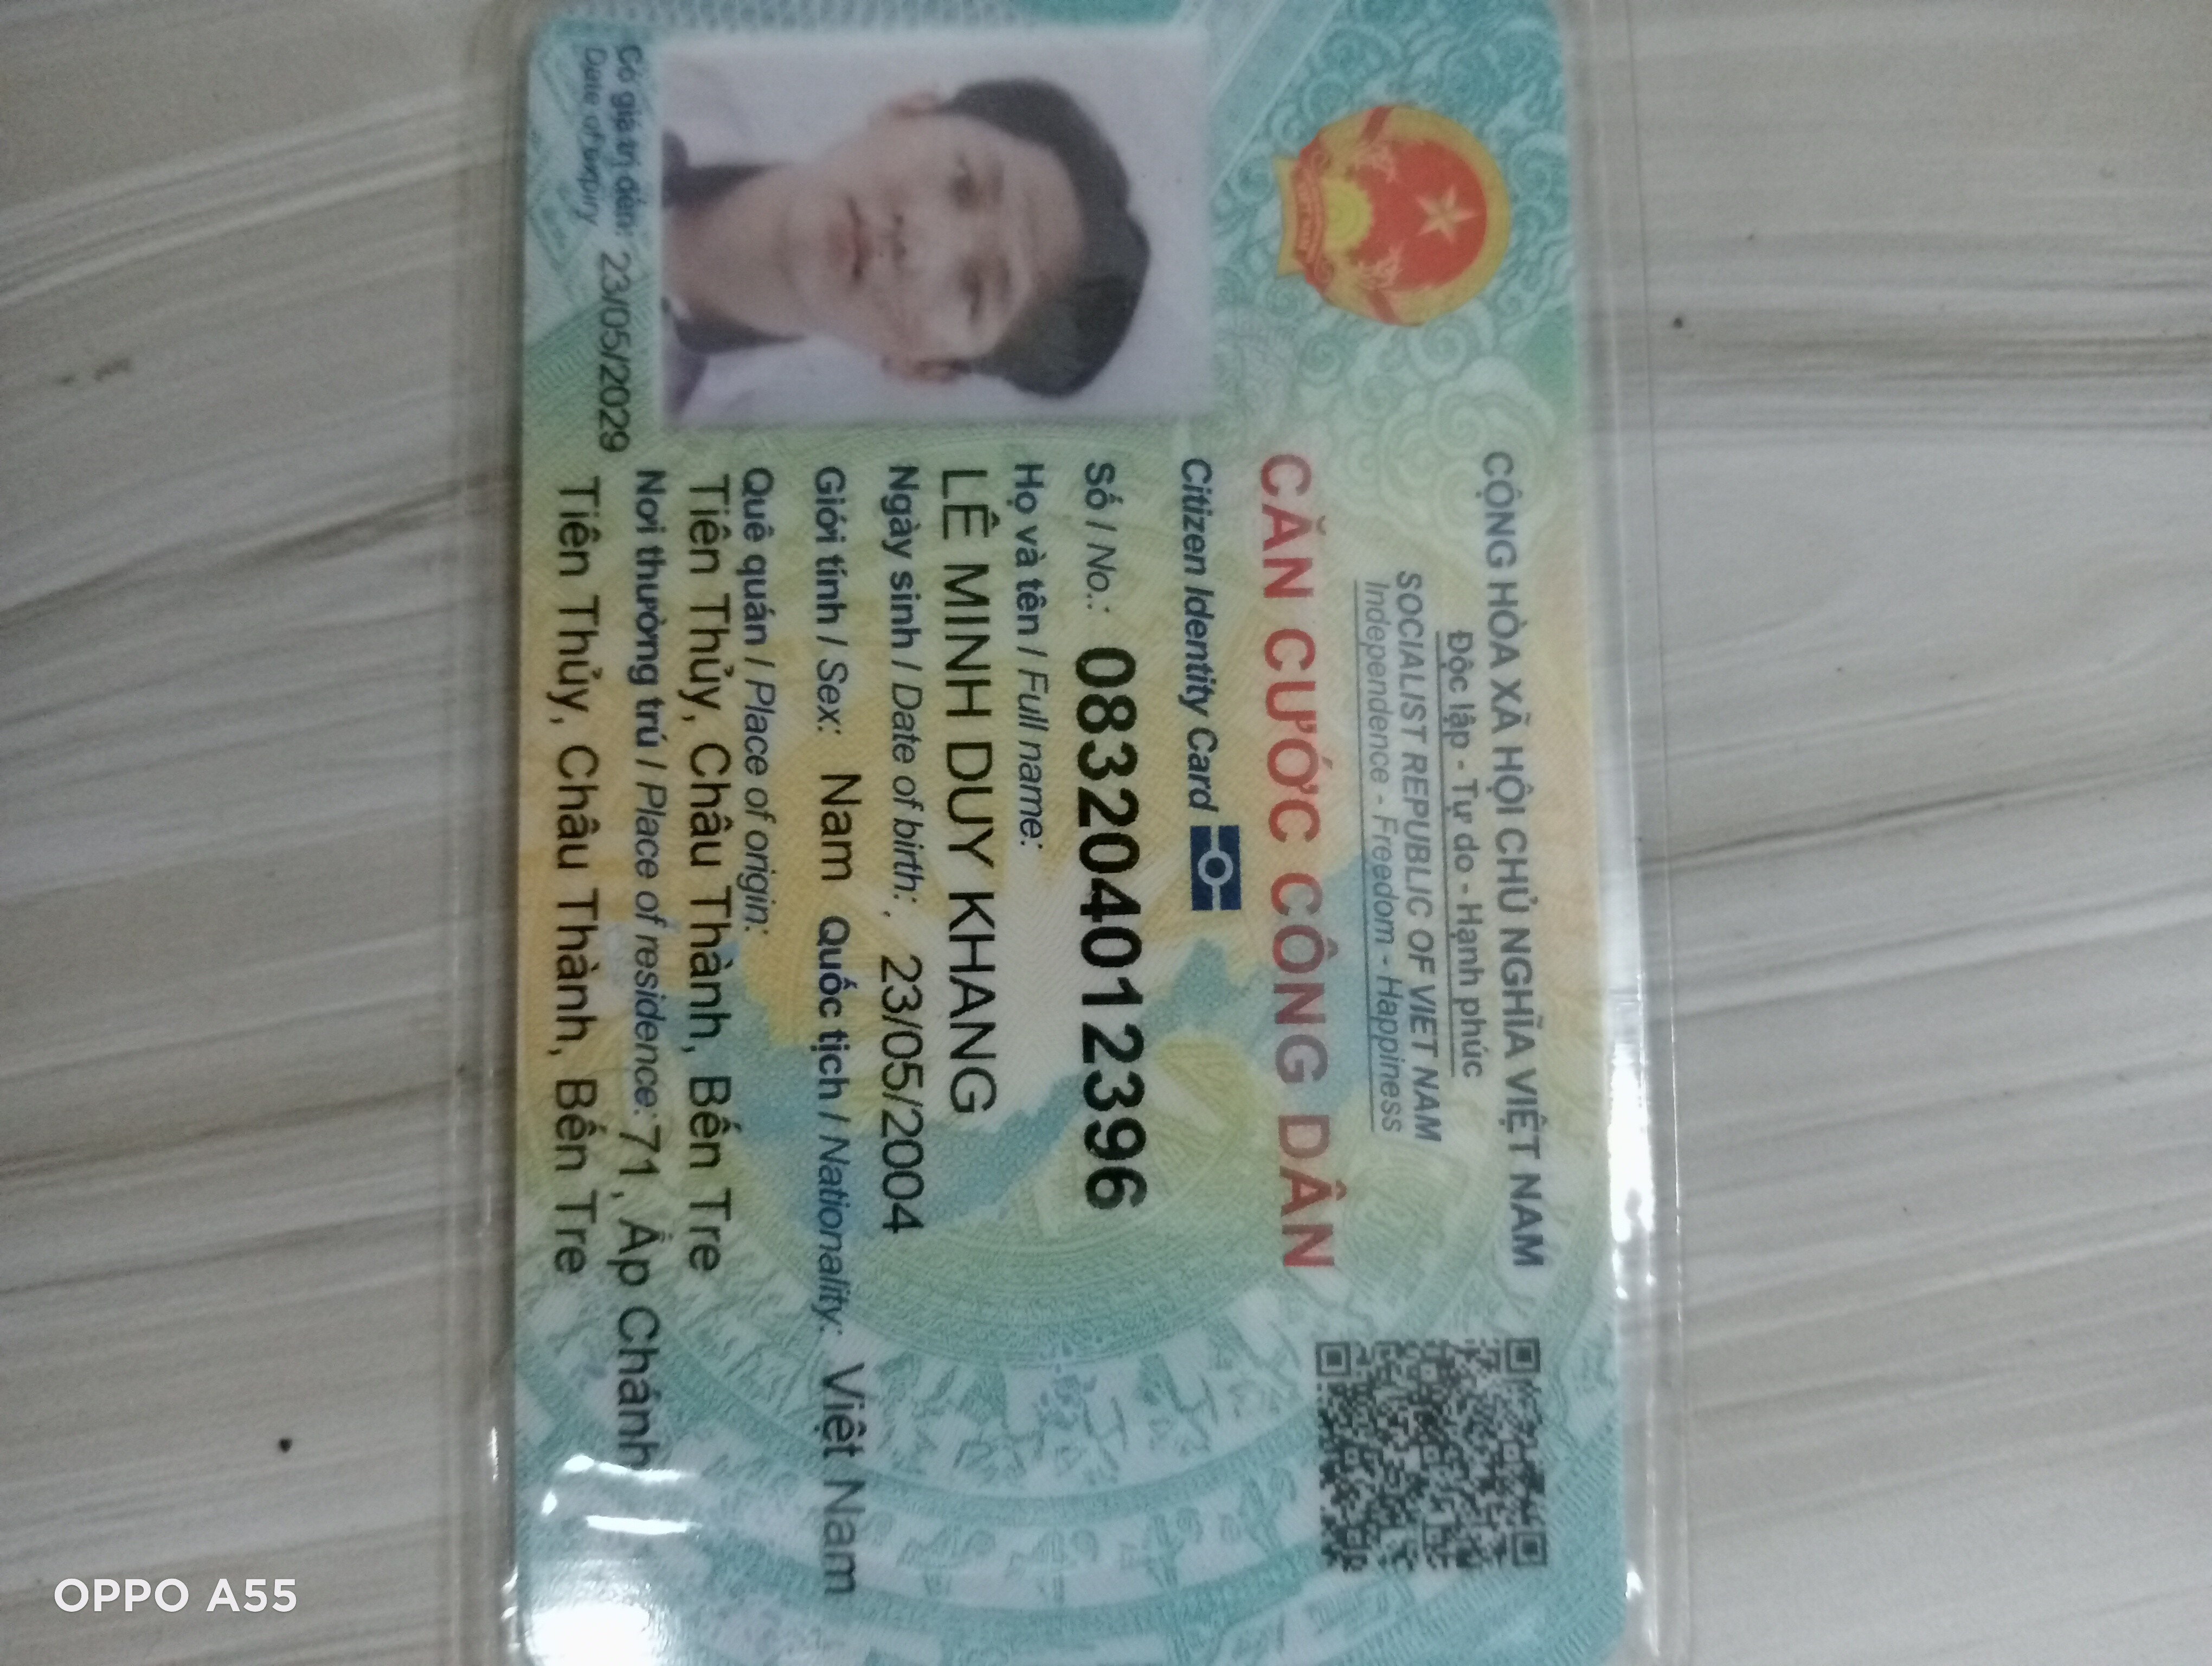 CỘNG HÒA XÃ HỘI CHỦ NGHĨA VIỆT NAM
Độc lập - Tự do - Hạnh phúc
SOCIALIST REPUBLIC OF VIET NAM
Independence - Freedom - Happiness
CĂN CƯỚC CÔNG DÂN
Citizen Identity Card
Số / No.: 083204012396
Họ và tên / Full name:
LÊ MINH DUY KHANG
Ngày sinh / Date of birth: 23/05/2004
Giới tính / Sex: Nam Quốc tịch / Nationality: Việt Nam
Quê quán / Place of origin:
Tiên Thủy, Châu Thành, Bến Tre
Nơi thường trú / Place of residence: 71, Ấp Chánh
Tiên Thủy, Châu Thành, Bến Tre
Có giá trị đến: 23/05/2029
Date of expiry
OPPO A55